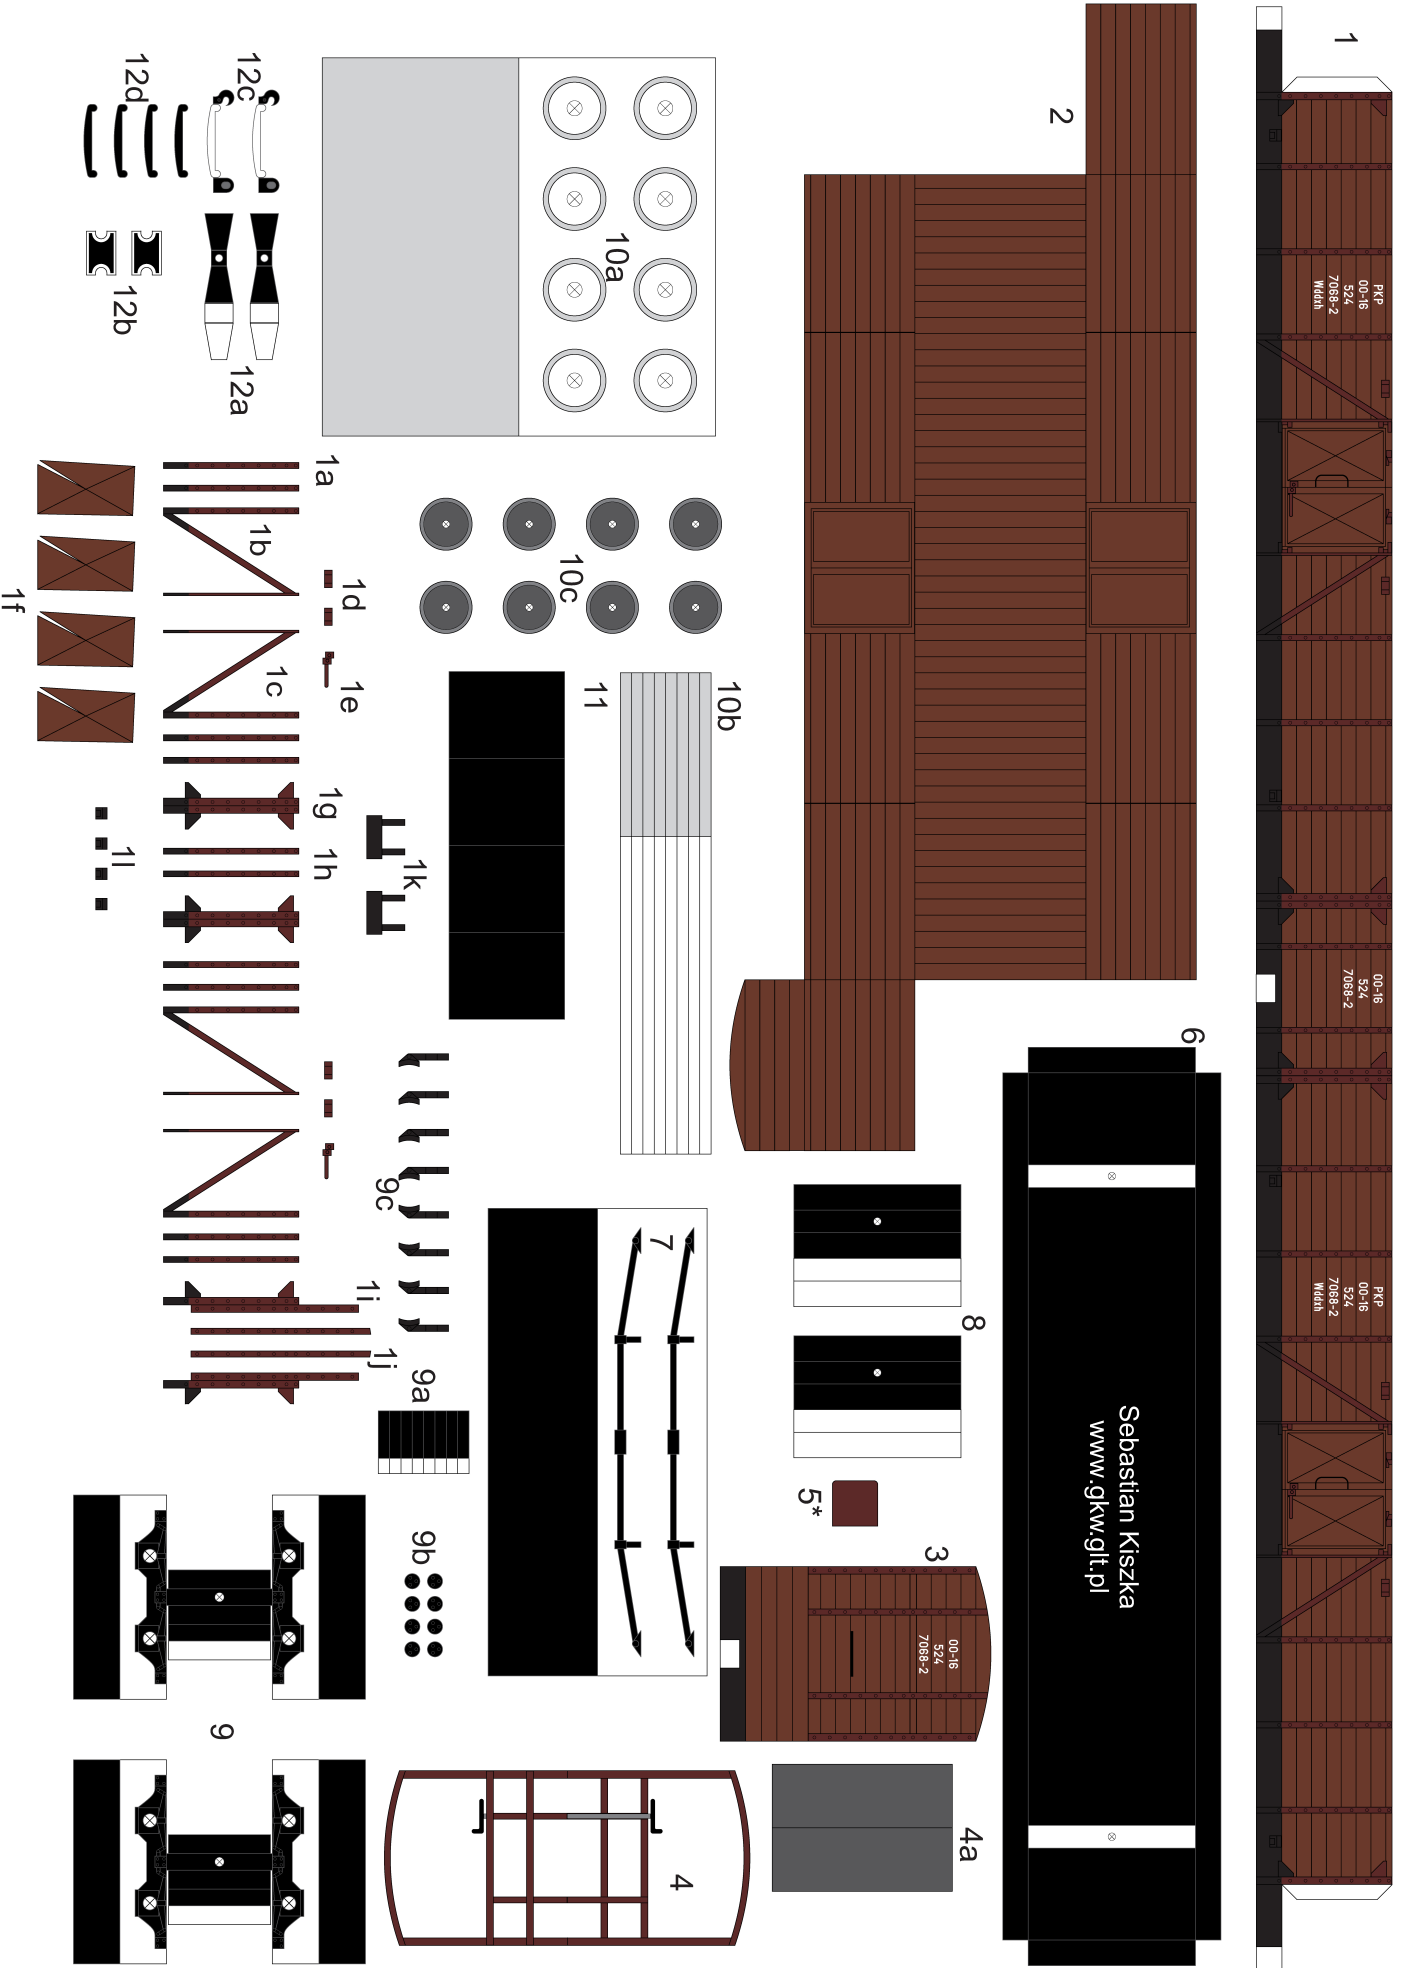 1
PKP
00-16
524
7068-2
Wddxh
00-16
524
7068-2
PKP
00-16
524
7068-2
Wddxh
2
6
Sebastian Kiszka
www.gkw.glt.pl
8
5*
3
00-16
524
7068-2
4a
4
7
10a
10b
10c
11
12a
12b
12c
12d
1a
1b
1c
1d
1e
1f
1g
1h
1i
1j
1k
1l
9
9a
9b
9c